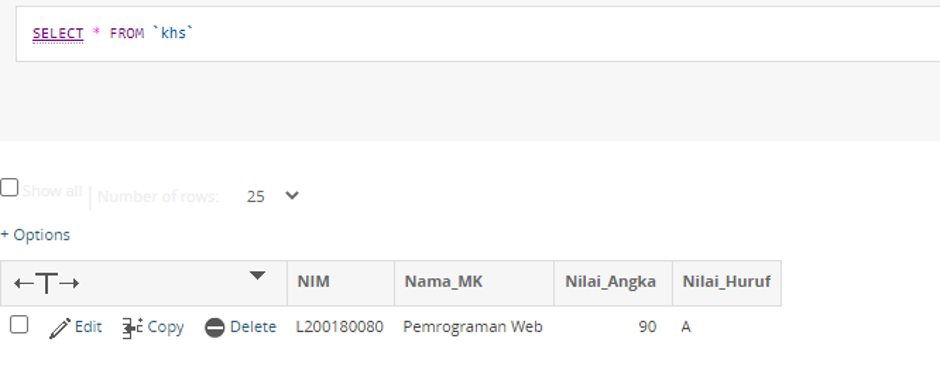 SELECT * FROM `khs`
Show all | Number of rows: 25
+ Options
←T→ NIM Nama_MK Nilai_Angka Nilai_Huruf
Edit Copy Delete L200180080 Pemrograman Web 90 A